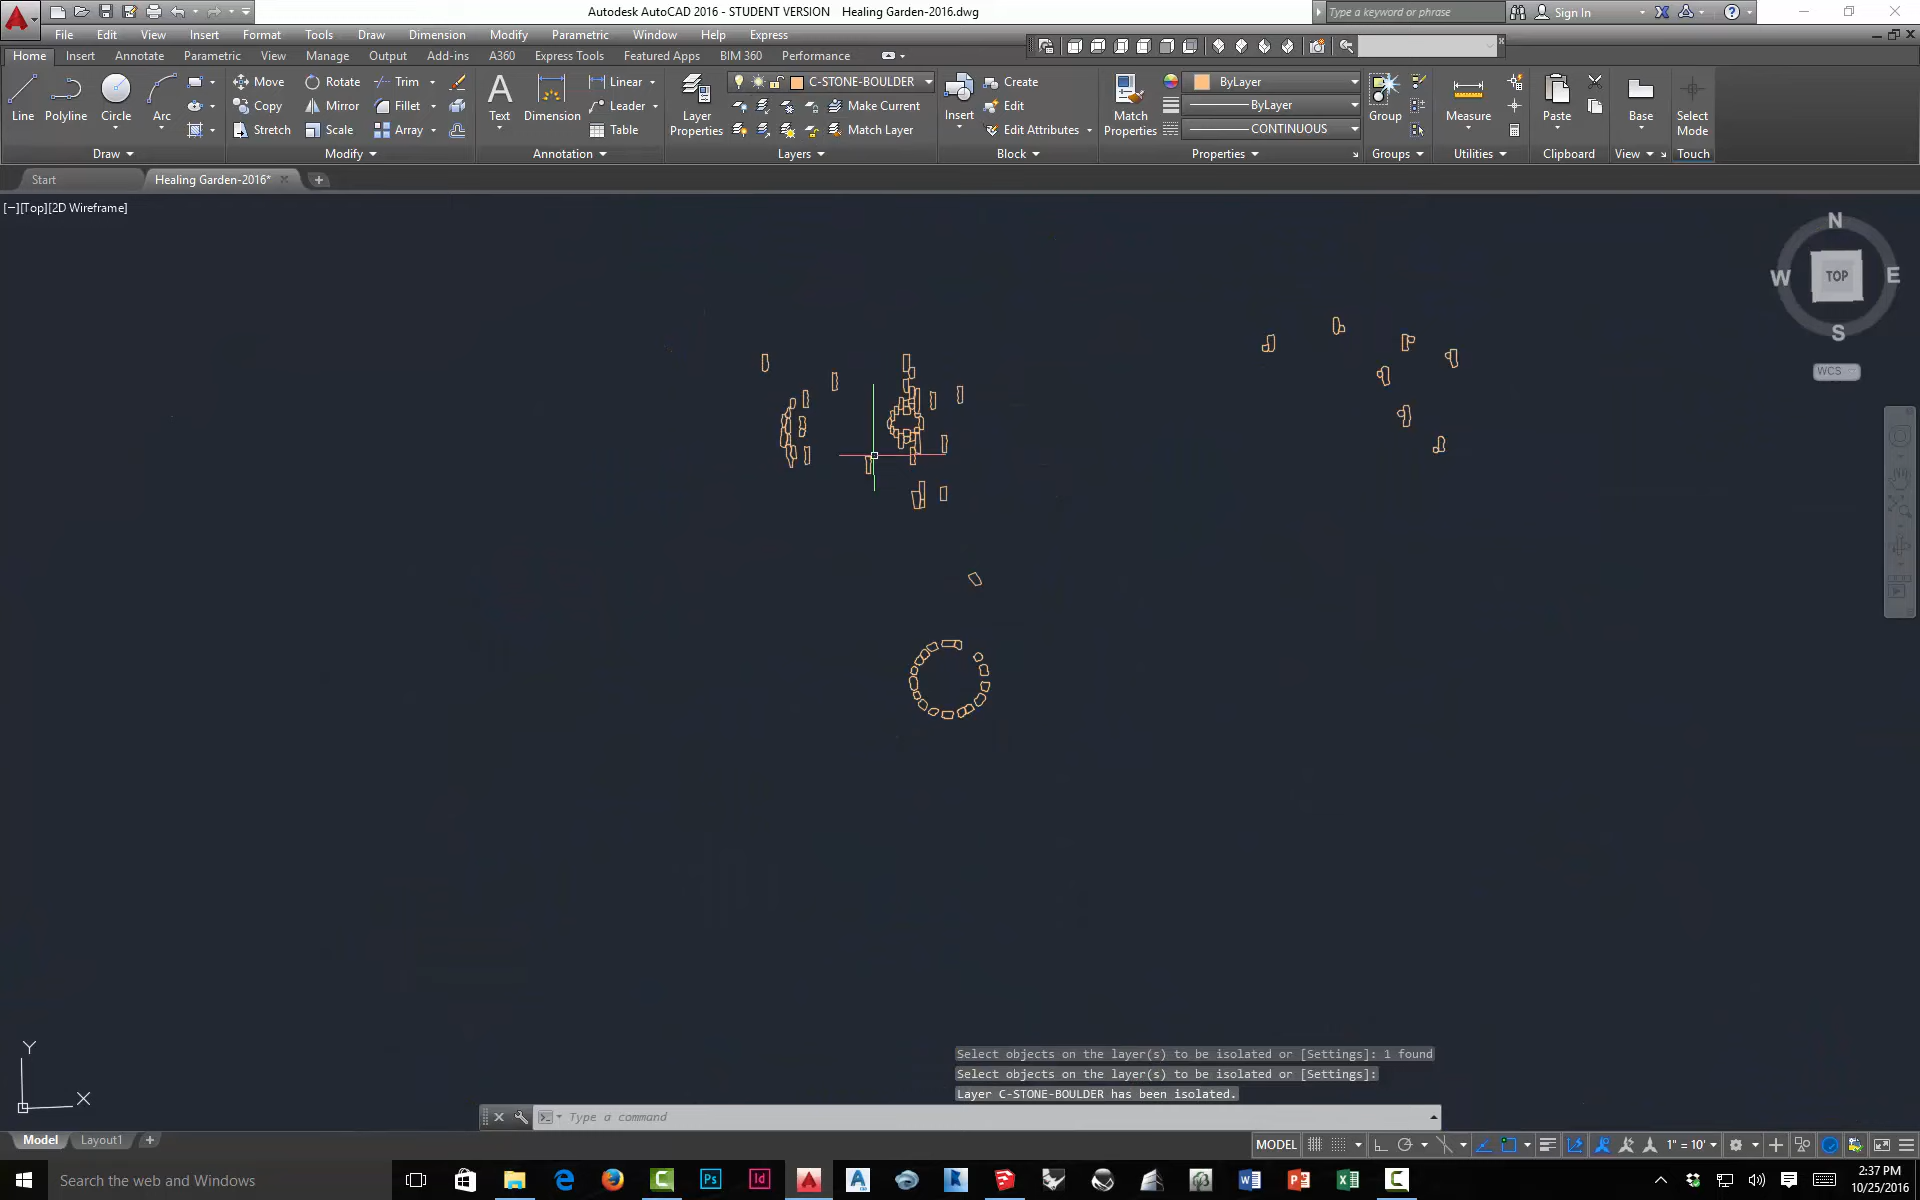 Autodesk AutoCAD 2016 - STUDENT VERSION Healing Garden-2016.dwg
Type a keyword or phrase
Sign In
File Edit View Insert Format Tools Draw Dimension Modify Parametric Window Help Express
Home Insert Annotate Parametric View Manage Output Add-ins A360 Express Tools Featured Apps BIM 360 Performance
Line Polyline Circle Arc
Move Rotate Trim
Copy Mirror Fillet
Stretch Scale Array
Text Dimension
Linear
Leader
Table
Layer Properties
C-STONE-BOULDER
Make Current
Match Layer
Insert
Create
Edit
Edit Attributes
Match Properties
ByLayer
ByLayer
CONTINUOUS
Group
Measure
Paste
Base
Select Mode
Draw Modify Annotation Layers Block Properties Groups Utilities Clipboard View Touch
Start Healing Garden-2016*
[−][Top][2D Wireframe]
N
W TOP E
S
WCS
Y
X
Select objects on the layer(s) to be isolated or [Settings]: 1 found
Select objects on the layer(s) to be isolated or [Settings]:
Layer C-STONE-BOULDER has been isolated.
Type a command
Model Layout1
MODEL 1" = 10'
Search the web and Windows
Ps Id
2:37 PM
10/25/2016